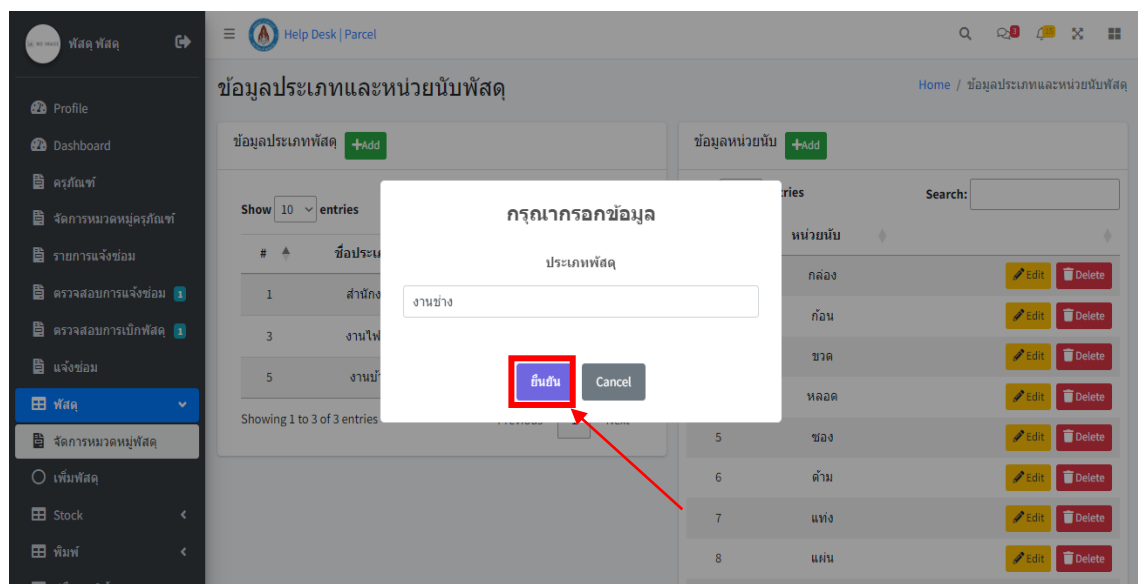 พัสดุ พัสดุ
Help Desk | Parcel
3
ข้อมูลประเภทและหน่วยนับพัสดุ
Home / ข้อมูลประเภทและหน่วยนับพัสดุ
Profile
Dashboard
ครุภัณฑ์
จัดการหมวดหมู่ครุภัณฑ์
รายการแจ้งซ่อม
ตรวจสอบการแจ้งซ่อม 1
ตรวจสอบการเบิกพัสดุ 1
แจ้งซ่อม
พัสดุ
จัดการหมวดหมู่พัสดุ
เพิ่มพัสดุ
Stock
พิมพ์
ข้อมูลประเภทพัสดุ +Add
Show 10 entries
# ชื่อประเภ
1 สำนักง
3 งานไฟ
5 งานบ้
Showing 1 to 3 of 3 entries
กรุณากรอกข้อมูล
ประเภทพัสดุ
งานช่าง
ยืนยัน Cancel
ข้อมูลหน่วยนับ +Add
Search:
หน่วยนับ
กล่อง Edit Delete
ก้อน Edit Delete
ขวด Edit Delete
หลอด Edit Delete
5 ซอง Edit Delete
6 ด้าม Edit Delete
7 แท่ง Edit Delete
8 แผ่น Edit Delete